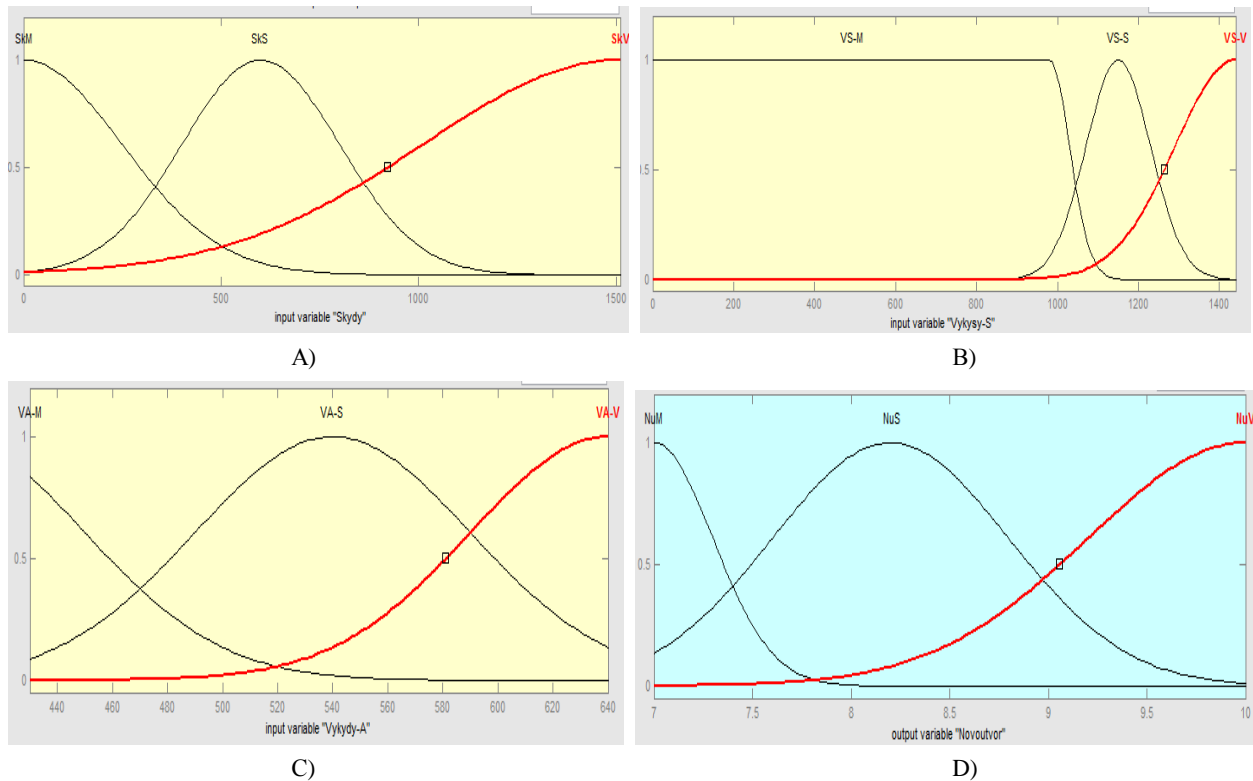 SkM SkS SkV
1
0.5
0
0 500 1000 1500
input variable "Skydy"
A)
VS-M VS-S VS-V
1
0.5
0
0 200 400 600 800 1000 1200 1400
input variable "Vykysy-S"
B)
VA-M VA-S VA-V
1
0.5
0
440 460 480 500 520 540 560 580 600 620 640
input variable "Vykydy-A"
C)
NuM NuS NuV
1
0.5
0
7 7.5 8 8.5 9 9.5 10
output variable "Novoutvor"
D)